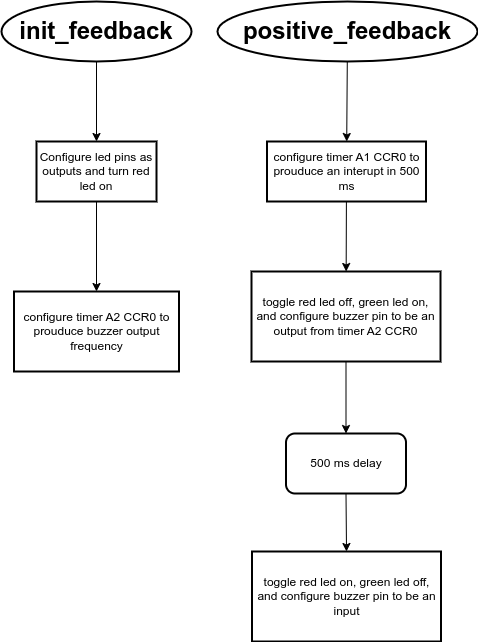 init_feedback
Configure led pins as
outputs and turn red
led on
configure timer A2 CCR0 to
prouduce buzzer output
frequency
positive_feedback
configure timer A1 CCR0 to
prouduce an interupt in 500
ms
toggle red led off, green led on,
and configure buzzer pin to be an
output from timer A2 CCR0
500 ms delay
toggle red led on, green led off,
and configure buzzer pin to be an
input